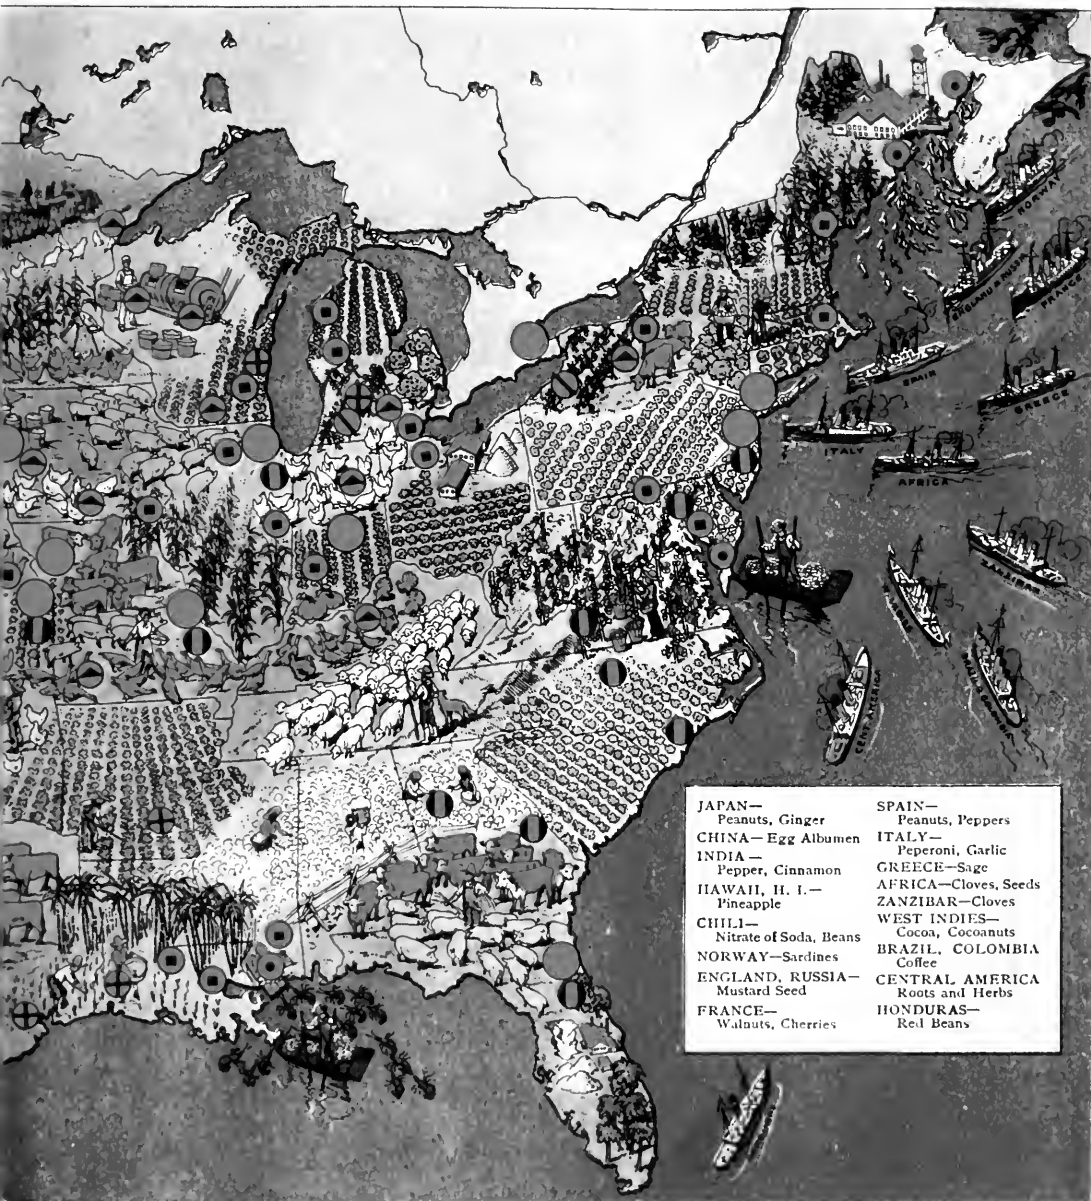 NORWAY
ENGLAND & RUSSIA
FRANCE
SPAIN
GREECE
ITALY
AFRICA
ZANZIBAR
CENT. AMERICA
JAPAN—
Peanuts, Ginger
CHINA—Egg Albumen
INDIA—
Pepper, Cinnamon
HAWAII, H. I.—
Pineapple
CHILI—
Nitrate of Soda, Beans
NORWAY—Sardines
ENGLAND, RUSSIA—
Mustard Seed
FRANCE—
Walnuts, Cherries
SPAIN—
Peanuts, Peppers
ITALY—
Peperoni, Garlic
GREECE—Sage
AFRICA—Cloves, Seeds
ZANZIBAR—Cloves
WEST INDIES—
Cocoa, Cocoanuts
BRAZIL, COLOMBIA
Coffee
CENTRAL AMERICA
Roots and Herbs
HONDURAS—
Red Beans